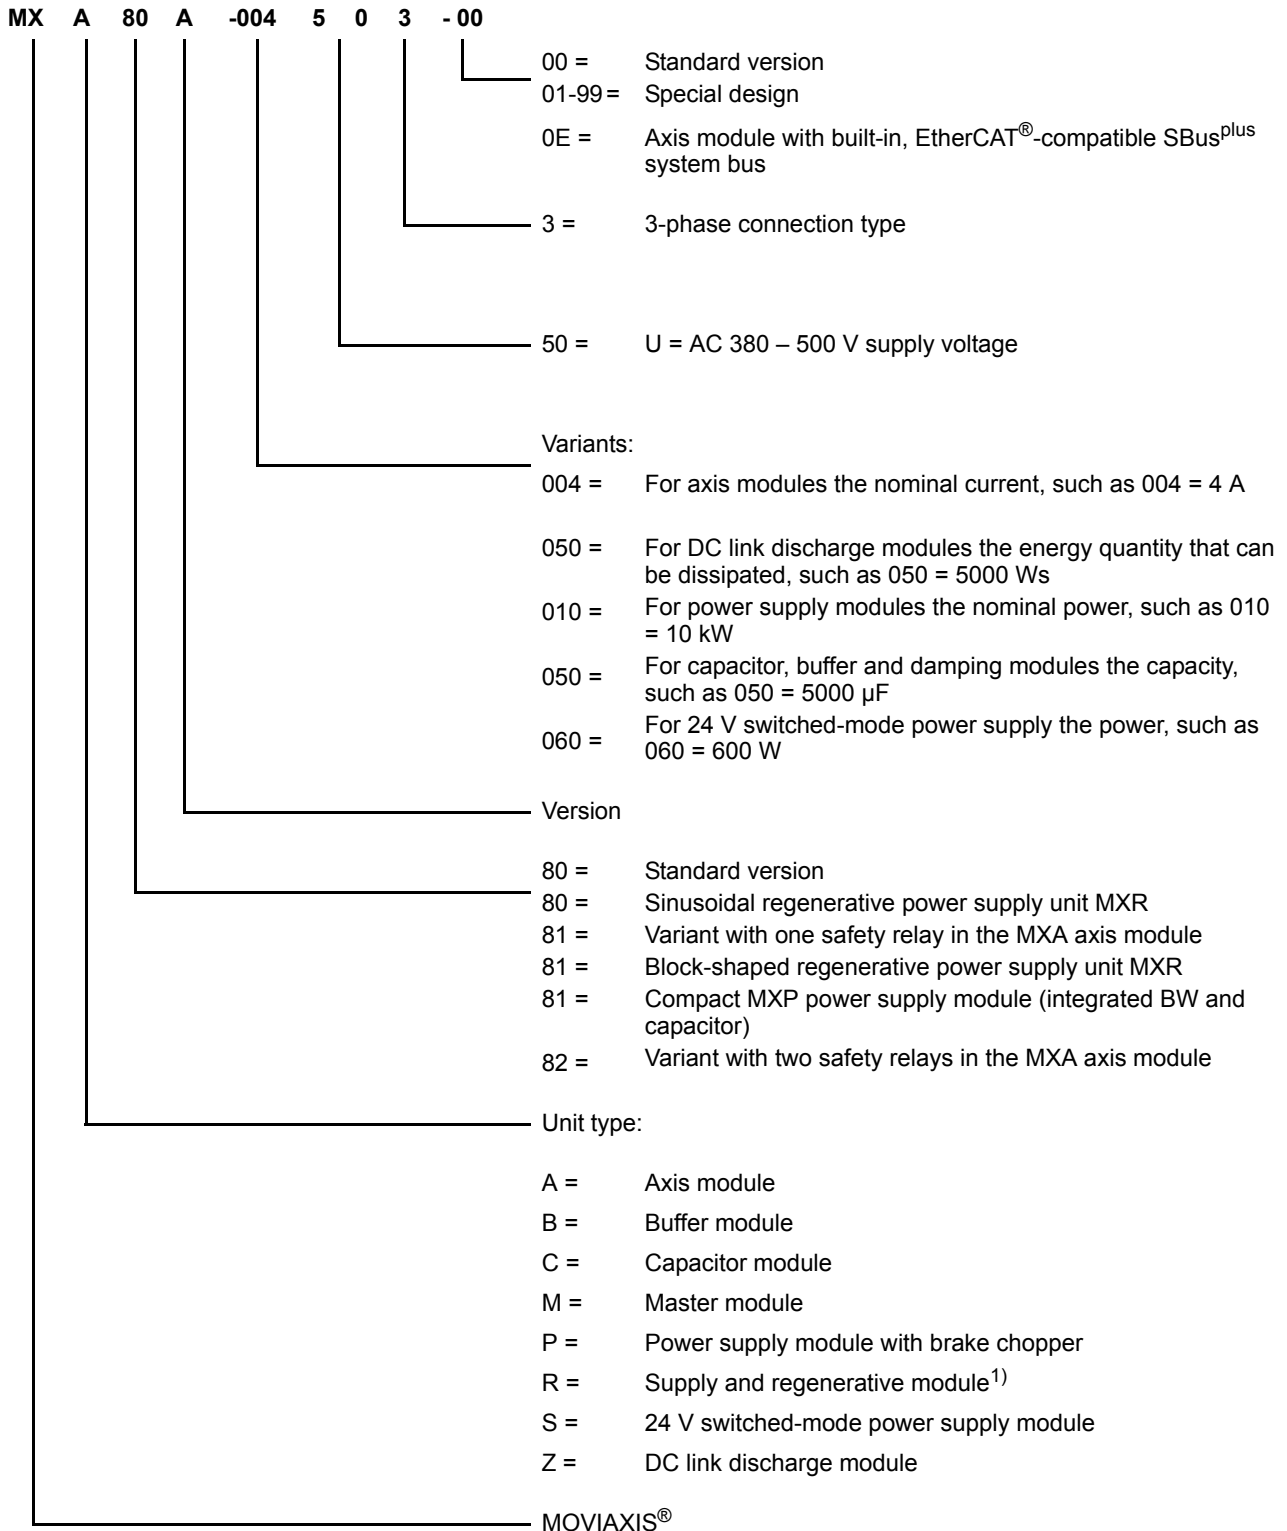 MX A 80 A -004 5 0 3 - 00
00 = Standard version
01-99 = Special design
0E = Axis module with built-in, EtherCAT®-compatible SBusplus
system bus
3 = 3-phase connection type
50 = U = AC 380 – 500 V supply voltage
Variants:
004 = For axis modules the nominal current, such as 004 = 4 A
050 = For DC link discharge modules the energy quantity that can
be dissipated, such as 050 = 5000 Ws
010 = For power supply modules the nominal power, such as 010
= 10 kW
050 = For capacitor, buffer and damping modules the capacity,
such as 050 = 5000 µF
060 = For 24 V switched-mode power supply the power, such as
060 = 600 W
Version
80 = Standard version
80 = Sinusoidal regenerative power supply unit MXR
81 = Variant with one safety relay in the MXA axis module
81 = Block-shaped regenerative power supply unit MXR
81 = Compact MXP power supply module (integrated BW and
capacitor)
82 = Variant with two safety relays in the MXA axis module
Unit type:
A = Axis module
B = Buffer module
C = Capacitor module
M = Master module
P = Power supply module with brake chopper
R = Supply and regenerative module1)
S = 24 V switched-mode power supply module
Z = DC link discharge module
MOVIAXIS®